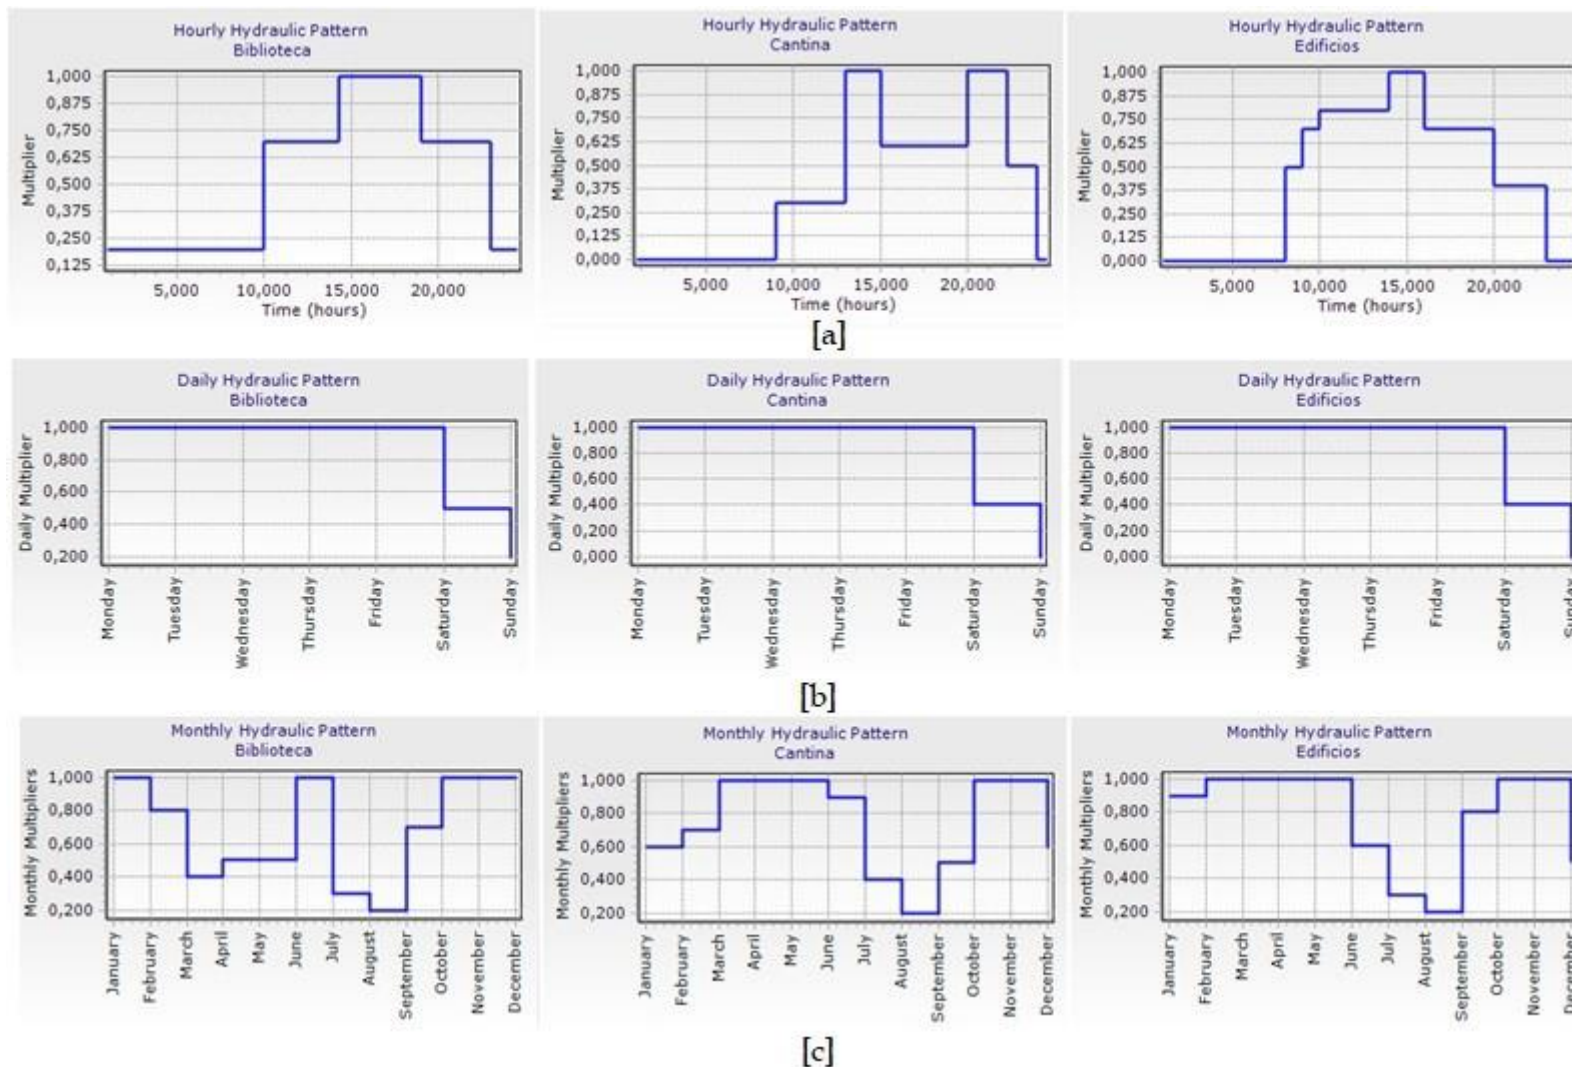 Hourly Hydraulic Pattern
Biblioteca
Multiplier
1,000
0,875
0,750
0,625
0,500
0,375
0,250
0,125
5,000 10,000 15,000 20,000
Time (hours)
Hourly Hydraulic Pattern
Cantina
Multiplier
1,000
0,875
0,750
0,625
0,500
0,375
0,250
0,125
0,000
5,000 10,000 15,000 20,000
Time (hours)
Hourly Hydraulic Pattern
Edificios
Multiplier
1,000
0,875
0,750
0,625
0,500
0,375
0,250
0,125
0,000
5,000 10,000 15,000 20,000
Time (hours)
[a]
Daily Hydraulic Pattern
Biblioteca
Daily Multiplier
1,000
0,800
0,600
0,400
0,200
Monday
Tuesday
Wednesday
Thursday
Friday
Saturday
Sunday
Daily Hydraulic Pattern
Cantina
Daily Multiplier
1,000
0,800
0,600
0,400
0,200
0,000
Monday
Tuesday
Wednesday
Thursday
Friday
Saturday
Sunday
Daily Hydraulic Pattern
Edificios
Daily Multiplier
1,000
0,800
0,600
0,400
0,200
0,000
Monday
Tuesday
Wednesday
Thursday
Friday
Saturday
Sunday
[b]
Monthly Hydraulic Pattern
Biblioteca
Monthly Multipliers
1,000
0,800
0,600
0,400
0,200
January
February
March
April
May
June
July
August
September
October
November
December
Monthly Hydraulic Pattern
Cantina
Monthly Multipliers
1,000
0,800
0,600
0,400
0,200
January
February
March
April
May
June
July
August
September
October
November
December
Monthly Hydraulic Pattern
Edificios
Monthly Multipliers
1,000
0,800
0,600
0,400
0,200
January
February
March
April
May
June
July
August
September
October
November
December
[c]